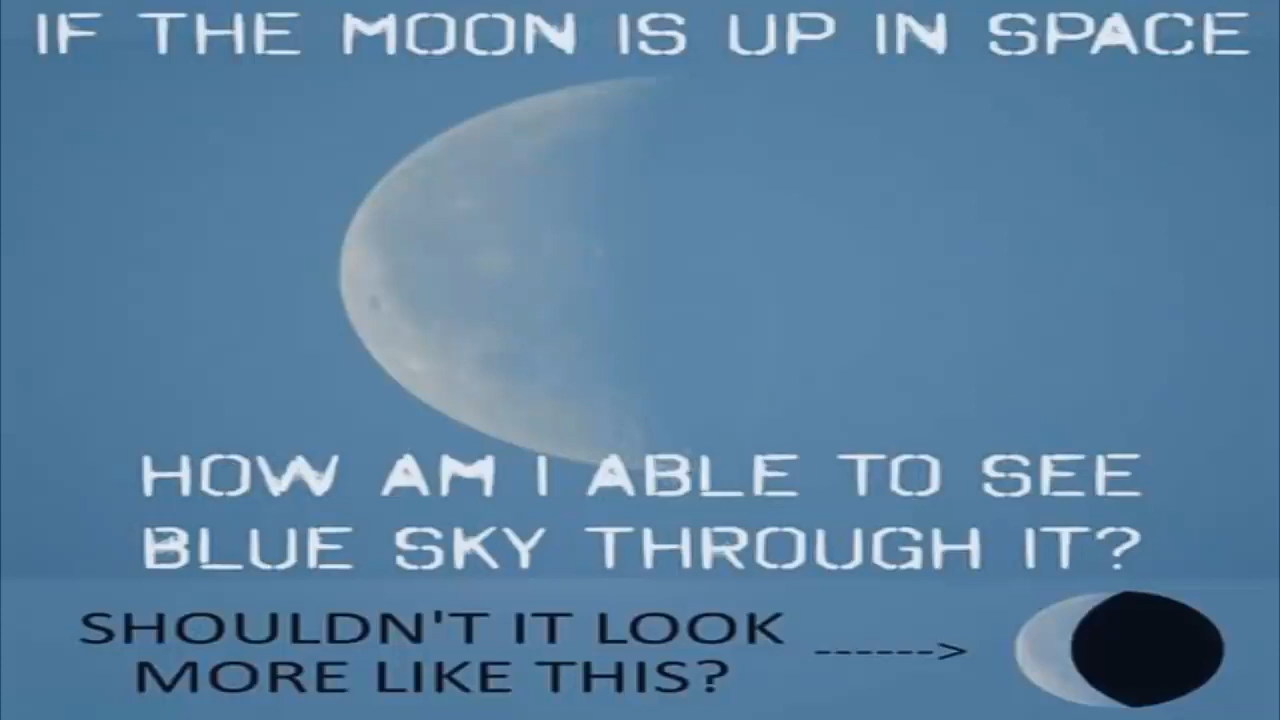 IF THE MOON IS UP IN SPACE
HOW AM I ABLE TO SEE
BLUE SKY THROUGH IT?
SHOULDN'T IT LOOK
MORE LIKE THIS?